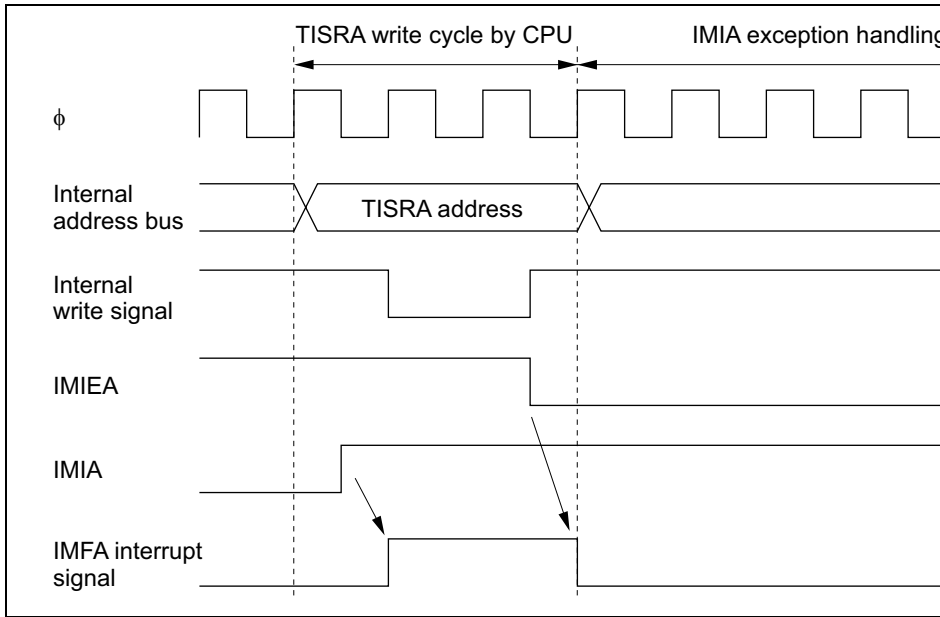 TISRA write cycle by CPU
IMIA exception handling
ϕ
Internal
address bus
TISRA address
Internal
write signal
IMIEA
IMIA
IMFA interrupt
signal